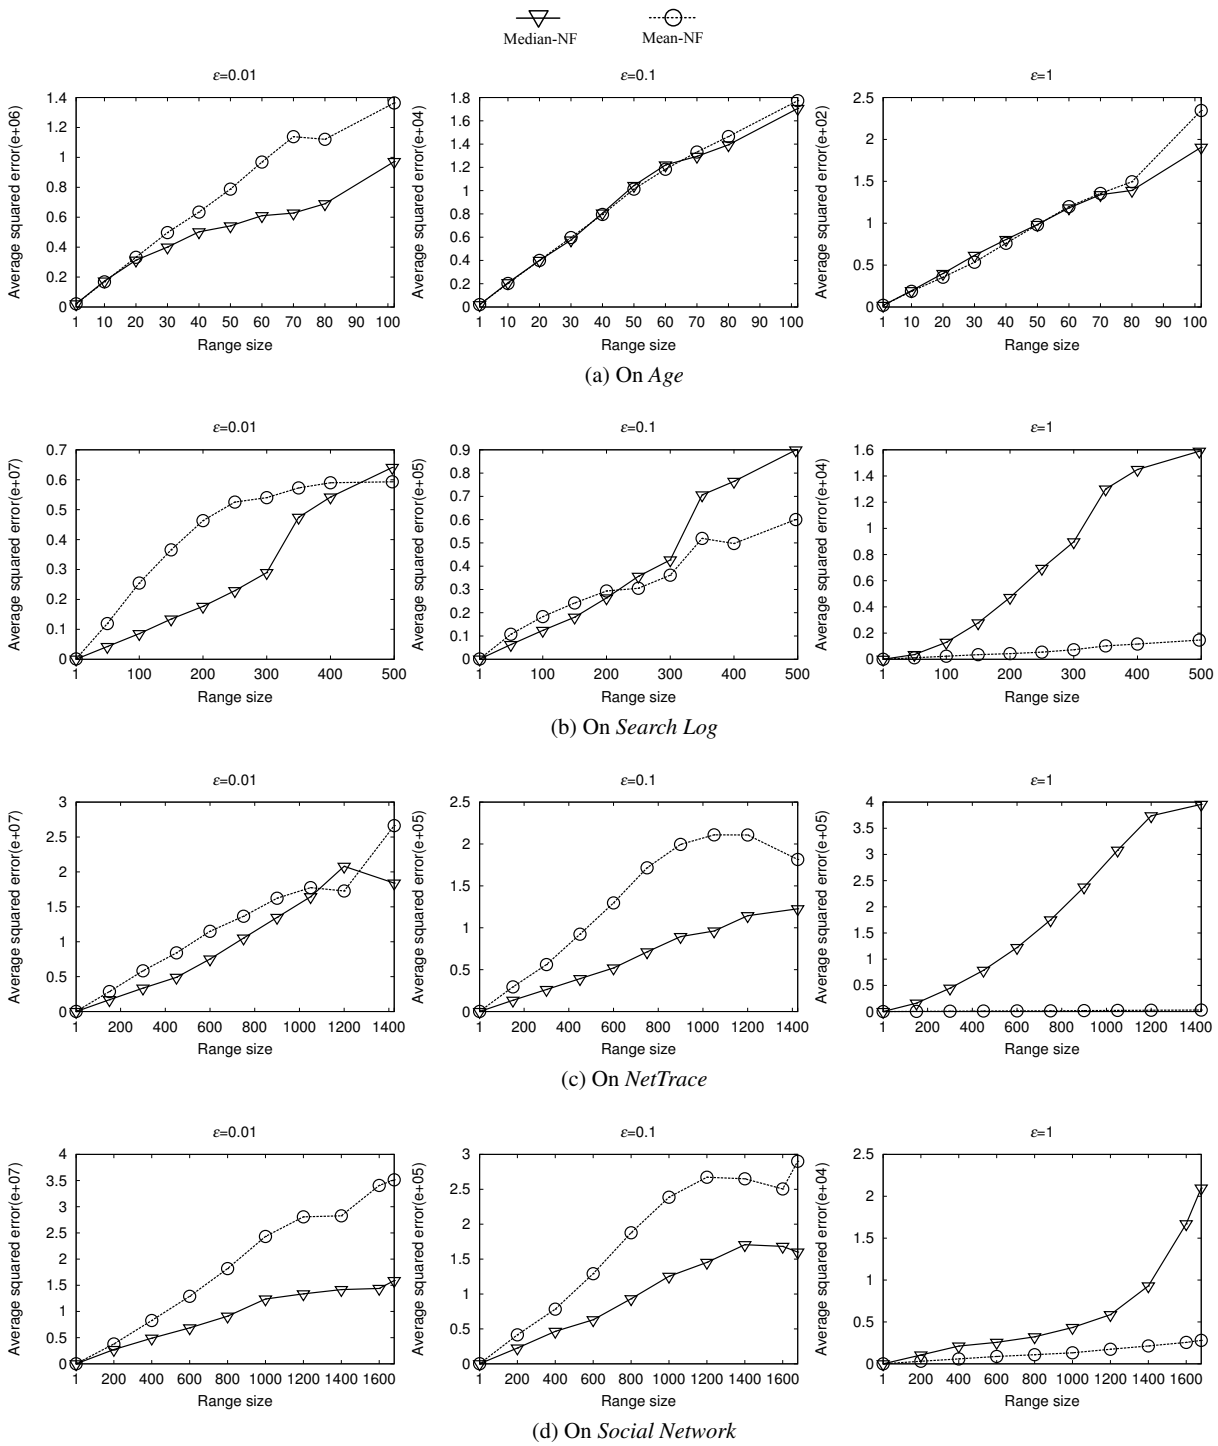 Median-NF Mean-NF
ε=0.01 ε=0.1 ε=1
Average squared error(e+06)
0 0.2 0.4 0.6 0.8 1 1.2 1.4
1 10 20 30 40 50 60 70 80 90 100
Range size
Average squared error(e+04)
0 0.2 0.4 0.6 0.8 1 1.2 1.4 1.6 1.8
1 10 20 30 40 50 60 70 80 90 100
Range size
Average squared error(e+02)
0 0.5 1 1.5 2 2.5
1 10 20 30 40 50 60 70 80 90 100
Range size
(a) On Age
ε=0.01 ε=0.1 ε=1
Average squared error(e+07)
0 0.1 0.2 0.3 0.4 0.5 0.6 0.7
1 100 200 300 400 500
Range size
Average squared error(e+05)
0 0.1 0.2 0.3 0.4 0.5 0.6 0.7 0.8 0.9
1 100 200 300 400 500
Range size
Average squared error(e+04)
0 0.2 0.4 0.6 0.8 1 1.2 1.4 1.6
1 100 200 300 400 500
Range size
(b) On Search Log
ε=0.01 ε=0.1 ε=1
Average squared error(e+07)
0 0.5 1 1.5 2 2.5 3
1 200 400 600 800 1000 1200 1400
Range size
Average squared error(e+05)
0 0.5 1 1.5 2 2.5
1 200 400 600 800 1000 1200 1400
Range size
Average squared error(e+05)
0 0.5 1 1.5 2 2.5 3 3.5 4
1 200 400 600 800 1000 1200 1400
Range size
(c) On NetTrace
ε=0.01 ε=0.1 ε=1
Average squared error(e+07)
0 0.5 1 1.5 2 2.5 3 3.5 4
1 200 400 600 800 1000 1200 1400 1600
Range size
Average squared error(e+05)
0 0.5 1 1.5 2 2.5 3
1 200 400 600 800 1000 1200 1400 1600
Range size
Average squared error(e+04)
0 0.5 1 1.5 2 2.5
1 200 400 600 800 1000 1200 1400 1600
Range size
(d) On Social Network